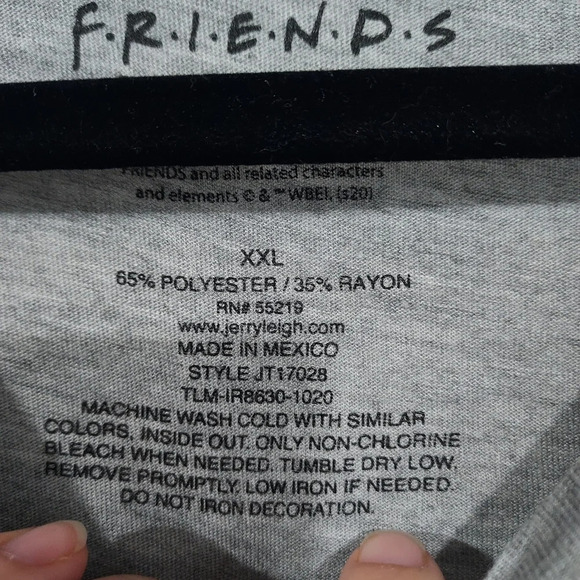 F.R.I.E.N.D.S
FRIENDS and all related characters
and elements © & ™ WBEI. (s20)
XXL
65% POLYESTER / 35% RAYON
RN# 55219
www.jerryleigh.com
MADE IN MEXICO
STYLE JT17028
TLM-IR8630-1020
MACHINE WASH COLD WITH SIMILAR
COLORS, INSIDE OUT. ONLY NON-CHLORINE
BLEACH WHEN NEEDED. TUMBLE DRY LOW.
REMOVE PROMPTLY. LOW IRON IF NEEDED.
DO NOT IRON DECORATION.